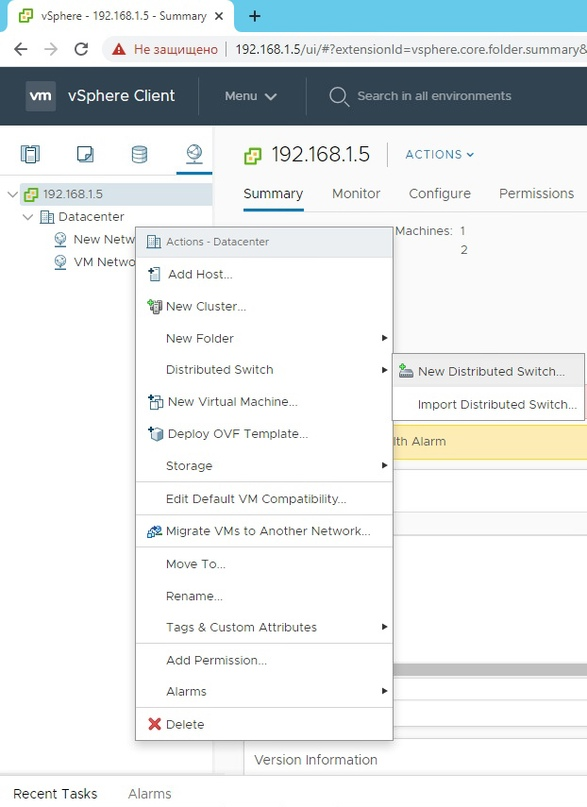 vSphere - 192.168.1.5 - Summary
Не защищено 192.168.1.5/ui/#?extensionId=vsphere.core.folder.summary&
vm vSphere Client Menu Search in all environments
192.168.1.5 ACTIONS
Summary Monitor Configure Permissions
192.168.1.5
Datacenter
New Netw
VM Netwo
Machines: 1
2
Actions - Datacenter
Add Host...
New Cluster...
New Folder
Distributed Switch
New Distributed Switch...
Import Distributed Switch...
New Virtual Machine...
Deploy OVF Template...
lth Alarm
Storage
Edit Default VM Compatibility...
Migrate VMs to Another Network...
Move To...
Rename...
Tags & Custom Attributes
Add Permission...
Alarms
Delete
Version Information
Recent Tasks Alarms